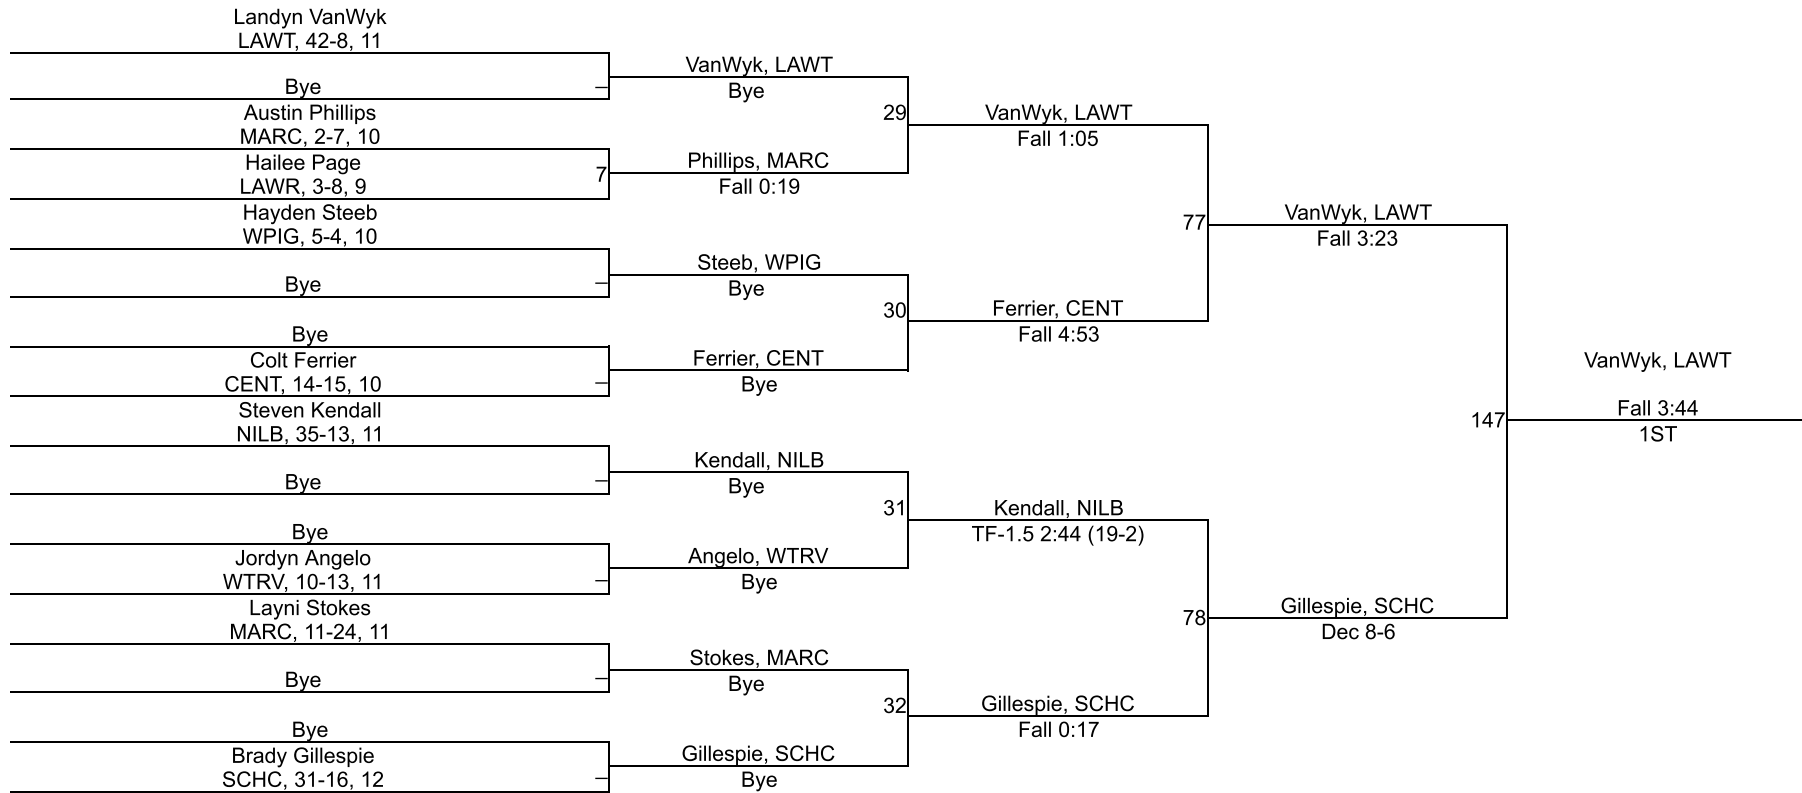 Landyn VanWyk
LAWT, 42-8, 11
Bye
Austin Phillips
MARC, 2-7, 10
Hailee Page
LAWR, 3-8, 9
Hayden Steeb
WPIG, 5-4, 10
Bye
Bye
Colt Ferrier
CENT, 14-15, 10
Steven Kendall
NILB, 35-13, 11
Bye
Bye
Jordyn Angelo
WTRV, 10-13, 11
Layni Stokes
MARC, 11-24, 11
Bye
Bye
Brady Gillespie
SCHC, 31-16, 12
VanWyk, LAWT
Bye
7
Phillips, MARC
Fall 0:19
Steeb, WPIG
Bye
Ferrier, CENT
Bye
Kendall, NILB
Bye
Angelo, WTRV
Bye
Stokes, MARC
Bye
Gillespie, SCHC
Bye
29
VanWyk, LAWT
Fall 1:05
30
Ferrier, CENT
Fall 4:53
31
Kendall, NILB
TF-1.5 2:44 (19-2)
32
Gillespie, SCHC
Fall 0:17
77
VanWyk, LAWT
Fall 3:23
78
Gillespie, SCHC
Dec 8-6
147
VanWyk, LAWT
Fall 3:44
1ST